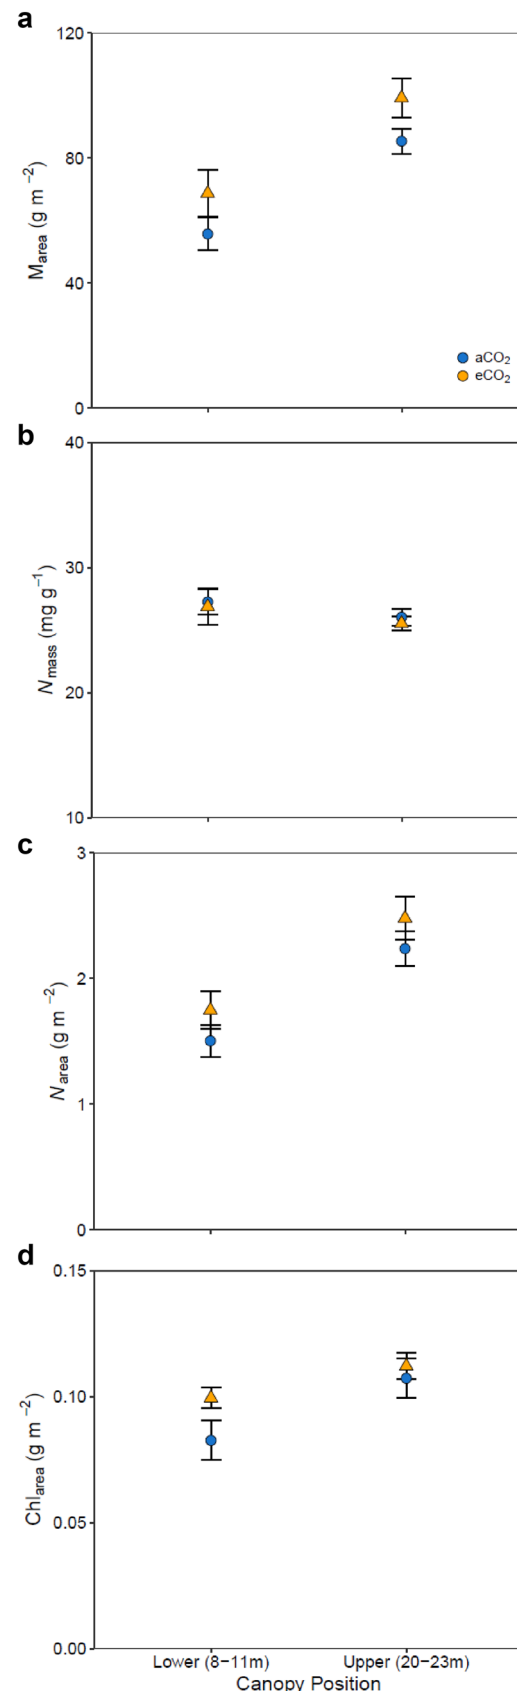 a
120
80
40
0
Marea (g m −2)
aCO2
eCO2
b
40
30
20
10
Nmass (mg g−1)
c
3
2
1
0
Narea (g m −2)
d
0.15
0.10
0.05
0.00
Chlarea (g m−2)
Lower (8−11m) Upper (20−23m)
Canopy Position